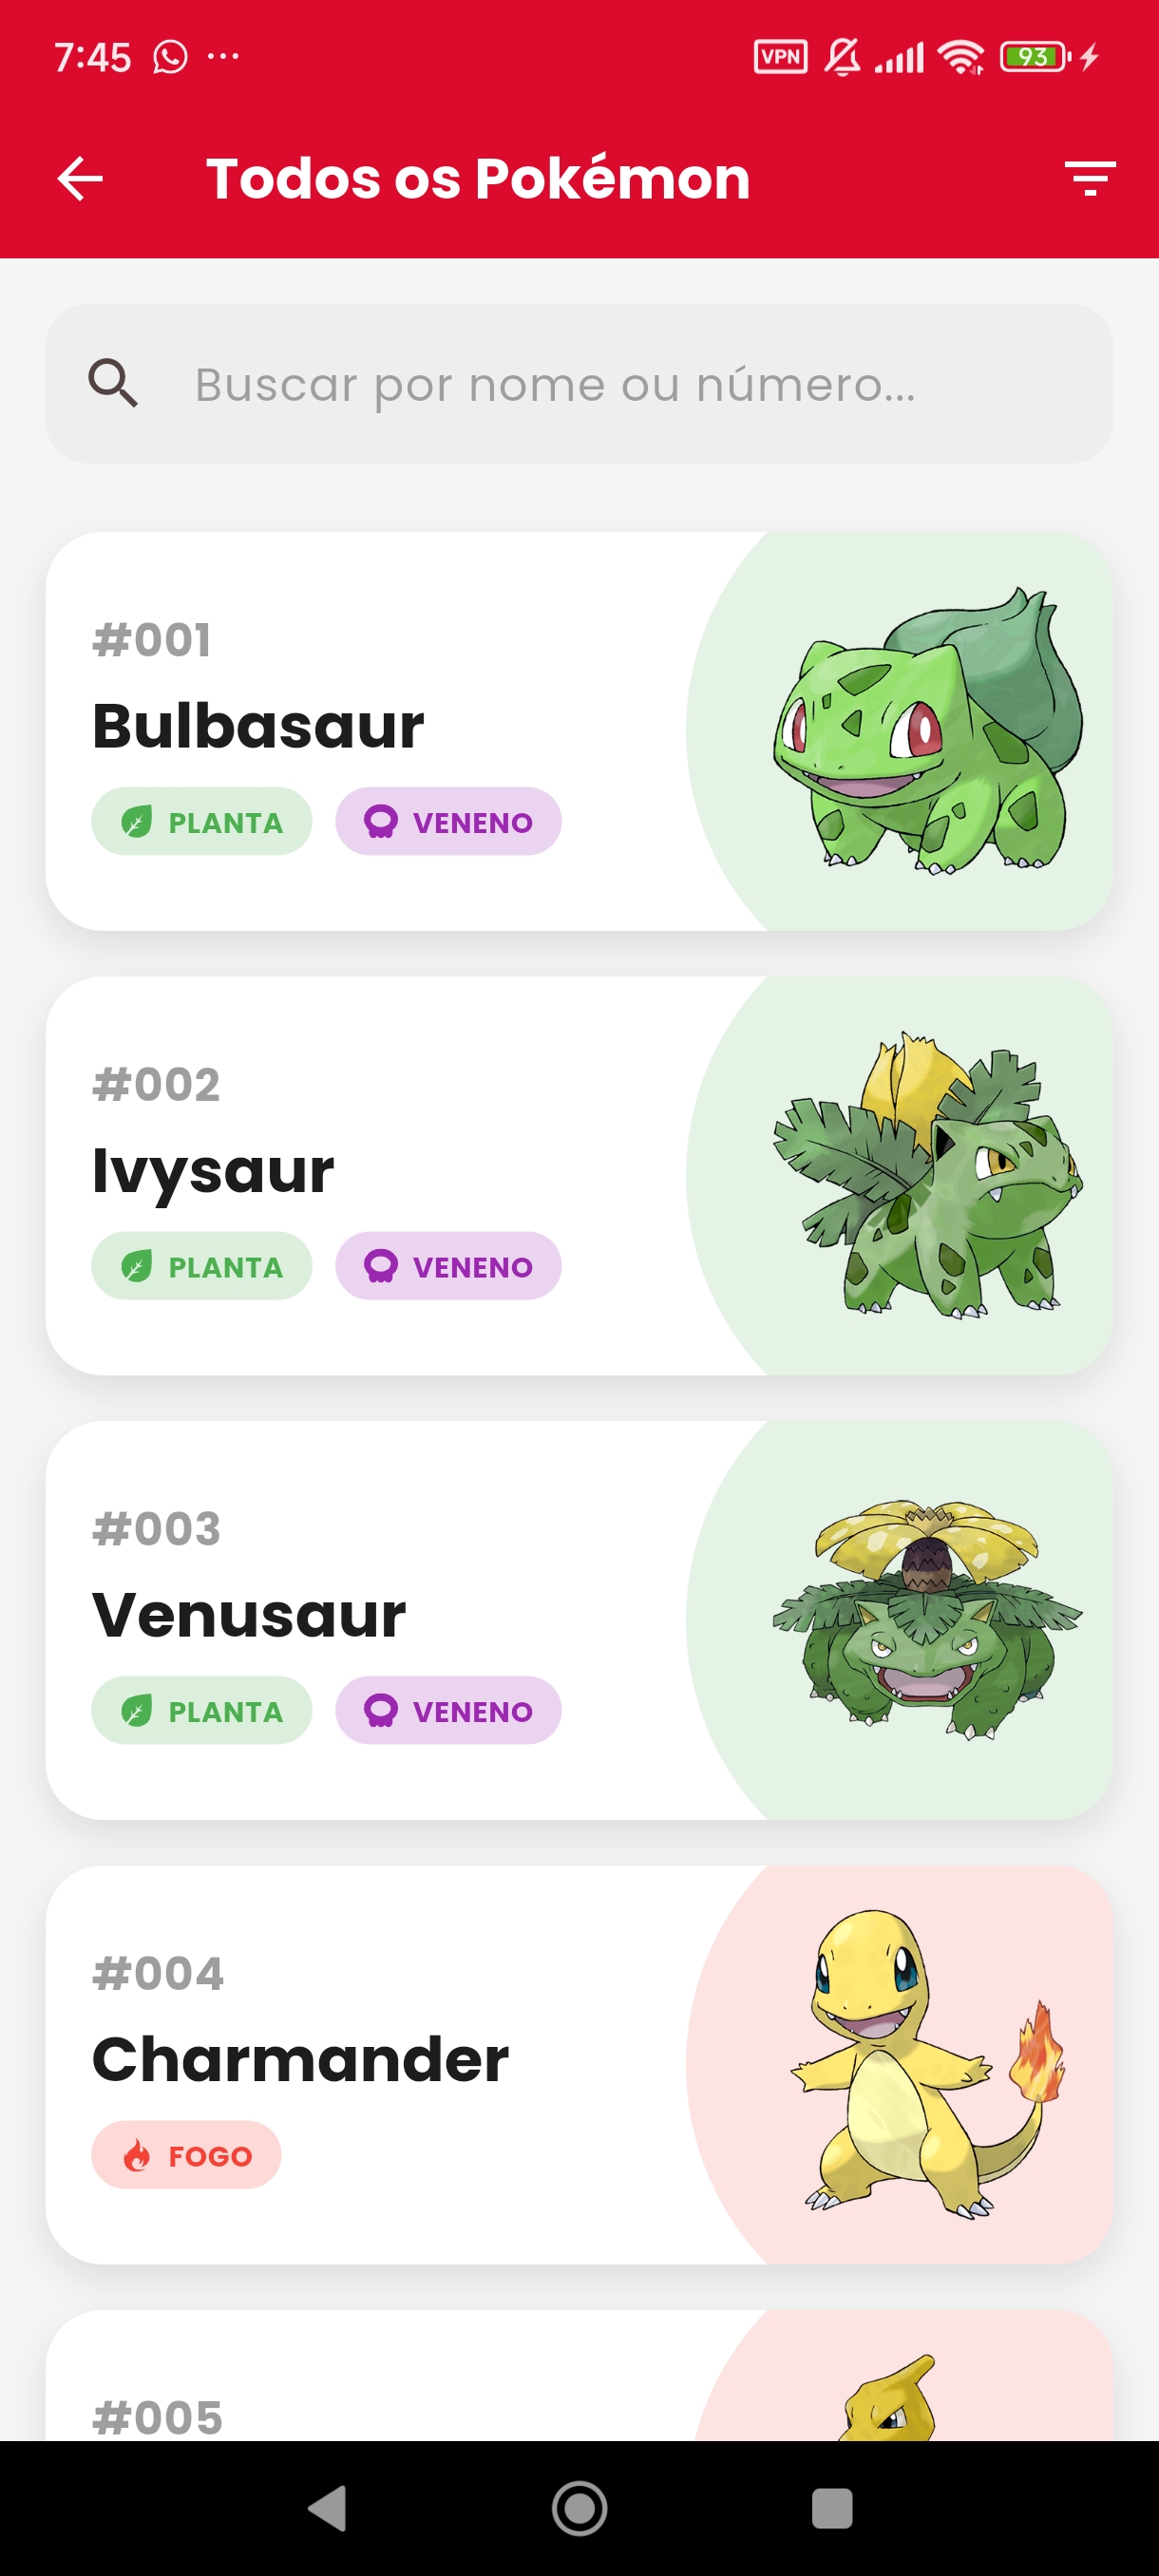 7:45 ... VPN 93
Todos os Pokémon
Buscar por nome ou número...
#001
Bulbasaur
PLANTA VENENO
#002
Ivysaur
PLANTA VENENO
#003
Venusaur
PLANTA VENENO
#004
Charmander
FOGO
#005